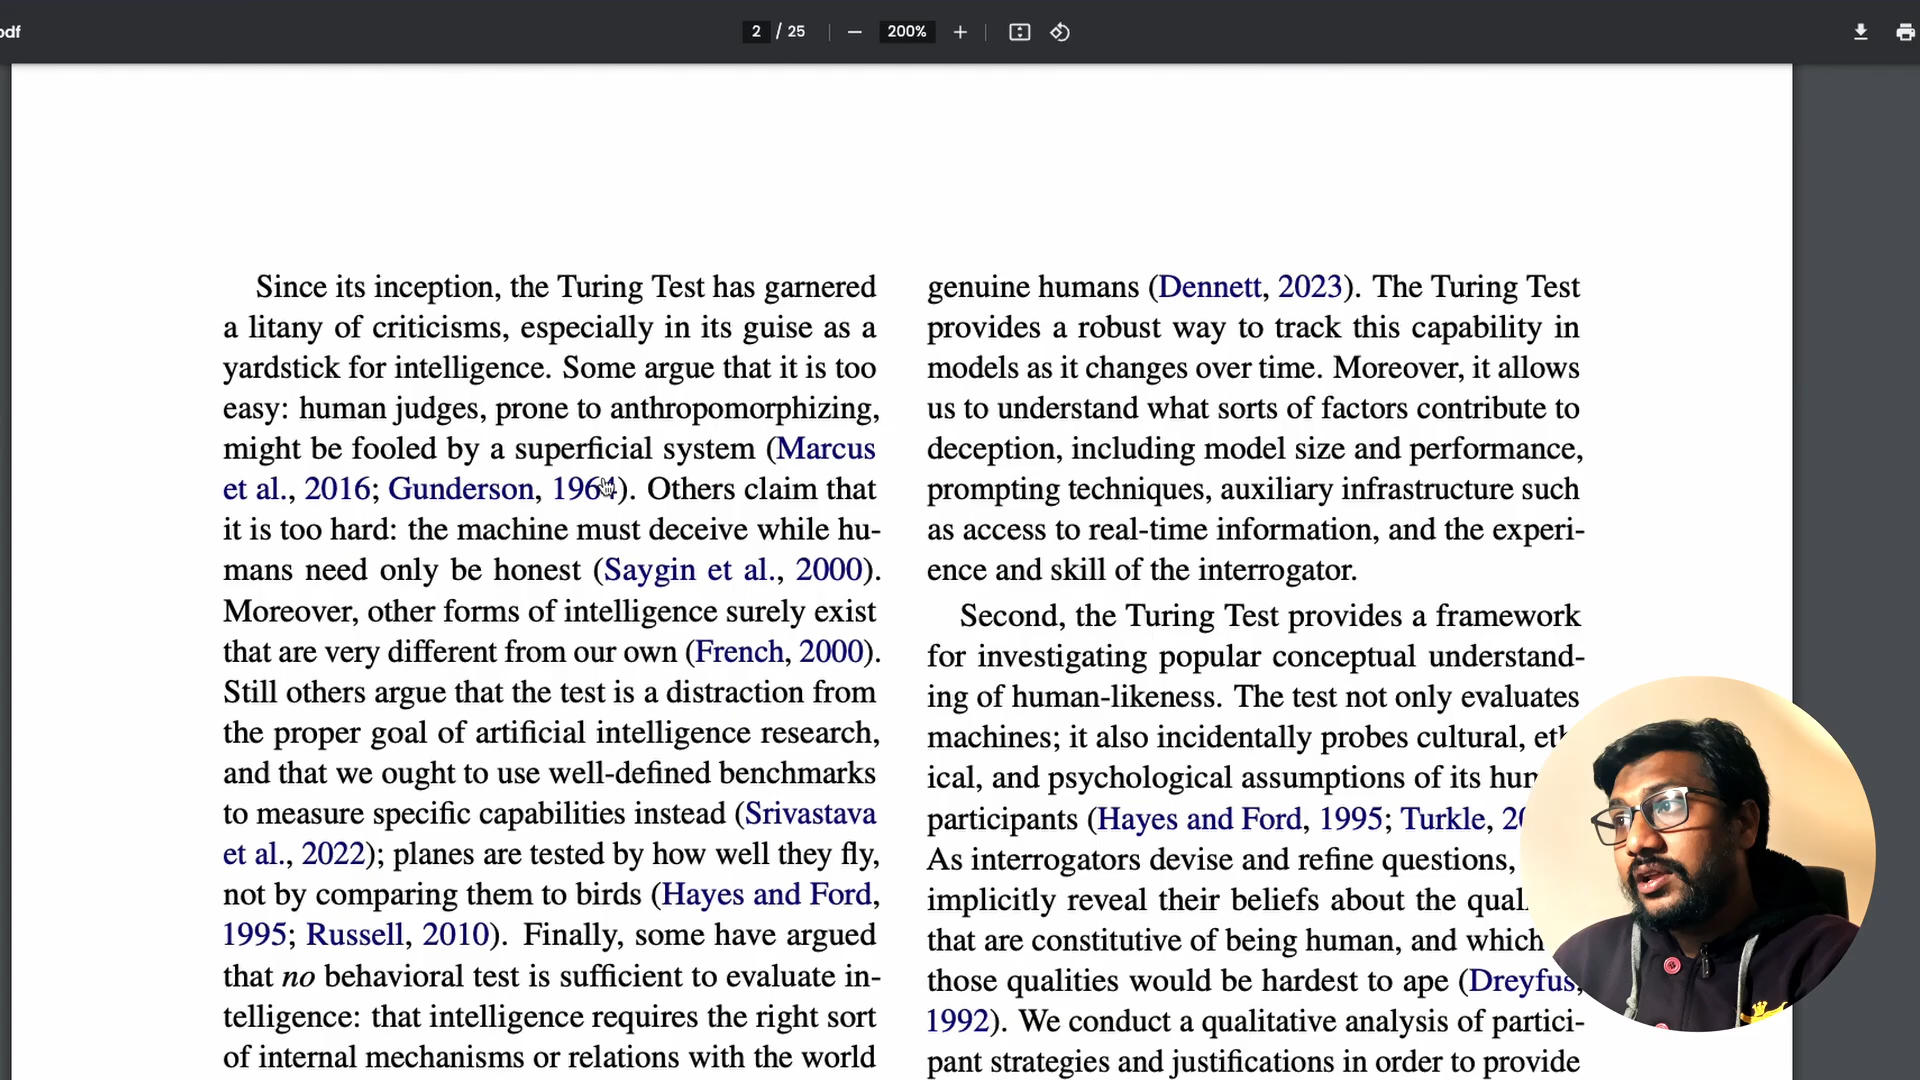 pdf
2 / 25
200%
Since its inception, the Turing Test has garnered
a litany of criticisms, especially in its guise as a
yardstick for intelligence. Some argue that it is too
easy: human judges, prone to anthropomorphizing,
might be fooled by a superficial system (Marcus
et al., 2016; Gunderson, 1964). Others claim that
it is too hard: the machine must deceive while hu-
mans need only be honest (Saygin et al., 2000).
Moreover, other forms of intelligence surely exist
that are very different from our own (French, 2000).
Still others argue that the test is a distraction from
the proper goal of artificial intelligence research,
and that we ought to use well-defined benchmarks
to measure specific capabilities instead (Srivastava
et al., 2022); planes are tested by how well they fly,
not by comparing them to birds (Hayes and Ford,
1995; Russell, 2010). Finally, some have argued
that no behavioral test is sufficient to evaluate in-
telligence: that intelligence requires the right sort
of internal mechanisms or relations with the world
genuine humans (Dennett, 2023). The Turing Test
provides a robust way to track this capability in
models as it changes over time. Moreover, it allows
us to understand what sorts of factors contribute to
deception, including model size and performance,
prompting techniques, auxiliary infrastructure such
as access to real-time information, and the experi-
ence and skill of the interrogator.
Second, the Turing Test provides a framework
for investigating popular conceptual understand-
ing of human-likeness. The test not only evaluates
machines; it also incidentally probes cultural, eth
ical, and psychological assumptions of its hum
participants (Hayes and Ford, 1995; Turkle, 20
As interrogators devise and refine questions,
implicitly reveal their beliefs about the qual
that are constitutive of being human, and which
those qualities would be hardest to ape (Dreyfus,
1992). We conduct a qualitative analysis of partici-
pant strategies and justifications in order to provide